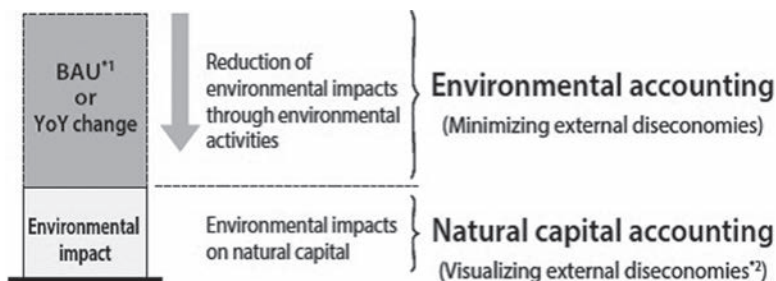 BAU*1
or
YoY change
Reduction of
environmental impacts
through environmental
activities
Environmental accounting
(Minimizing external diseconomies)
Environmental
impact
Environmental impacts
on natural capital
Natural capital accounting
(Visualizing external diseconomies*2)